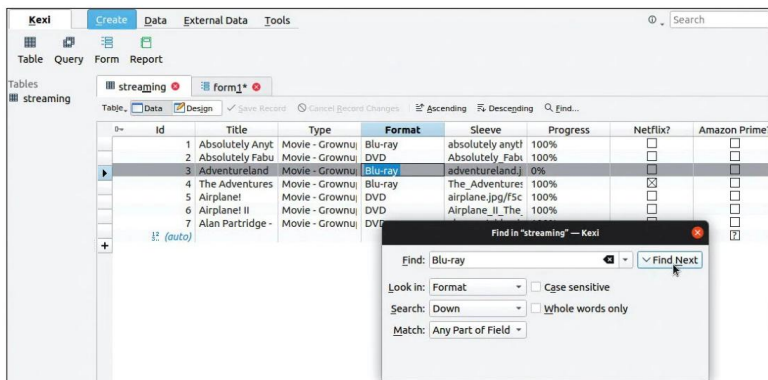 Kexi Create Data External Data Tools Search
Table Query Form Report
Tables
streaming
streaming form1*
Table Data Design Save Record Cancel Record Changes Ascending Descending Find...
Id Title Type Format Sleeve Progress Netflix? Amazon Prime?
1 Absolutely Anyt Movie - Grownu Blu-ray absolutely anyth 100%
2 Absolutely Fabu Movie - Grownu DVD Absolutely_Fabu 100%
3 Adventureland Movie - Grownu Blu-ray adventureland.j 0%
4 The Adventures Movie - Grownu Blu-ray The_Adventures 100%
5 Airplane! Movie - Grownu DVD airplane.jpg/f5c 100%
6 Airplane! II Movie - Grownu DVD Airplane_II_The_ 100%
7 Alan Partridge - Movie - Grownu DVD
(auto) ?
Find in "streaming" — Kexi
Find: Blu-ray Find Next
Look in: Format Case sensitive
Search: Down Whole words only
Match: Any Part of Field